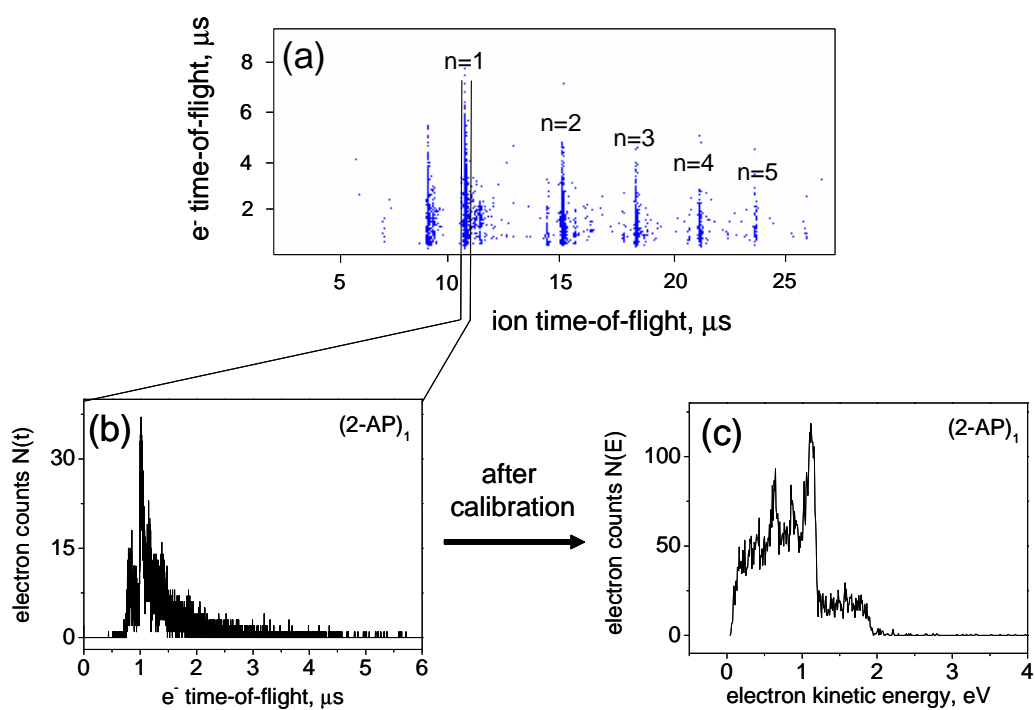 (a)
e⁻ time-of-flight, μs
8
6
4
2
n=1
n=2
n=3
n=4
n=5
5 10 15 20 25
ion time-of-flight, μs
(b)
(2-AP)₁
electron counts N(t)
30
15
0
0 1 2 3 4 5 6
e⁻ time-of-flight, μs
after
calibration
(c)
(2-AP)₁
electron counts N(E)
100
50
0
0 1 2 3 4
electron kinetic energy, eV